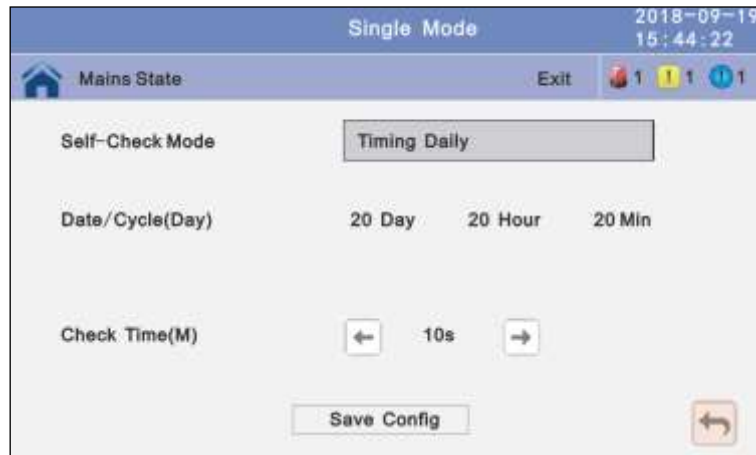 Single Mode
2018-09-19
15:44:22
Mains State Exit 1 1 1
Self-Check Mode Timing Daily
Date/Cycle(Day) 20 Day 20 Hour 20 Min
Check Time(M) ← 10s →
Save Config